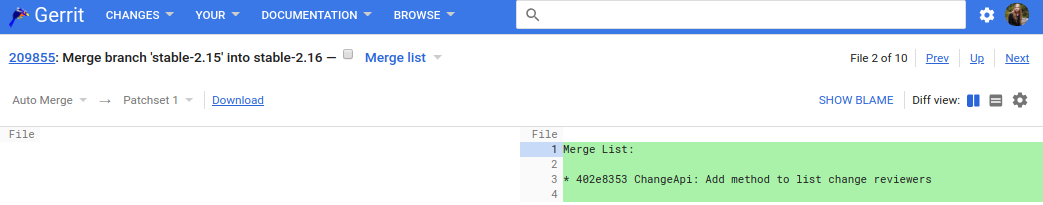 Gerrit CHANGES YOUR DOCUMENTATION BROWSE
209855: Merge branch 'stable-2.15' into stable-2.16 — Merge list File 2 of 10 Prev Up Next
Auto Merge → Patchset 1 Download SHOW BLAME Diff view:
File File
1 Merge List:
2
3 * 402e8353 ChangeApi: Add method to list change reviewers
4